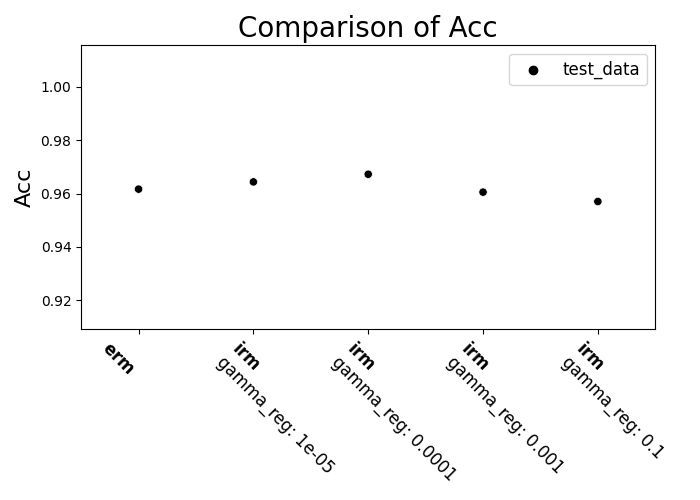 Comparison of Acc
test_data
Acc
1.00
0.98
0.96
0.94
0.92
erm
irm
gamma_reg: 1e-05
irm
gamma_reg: 0.0001
irm
gamma_reg: 0.001
irm
gamma_reg: 0.1